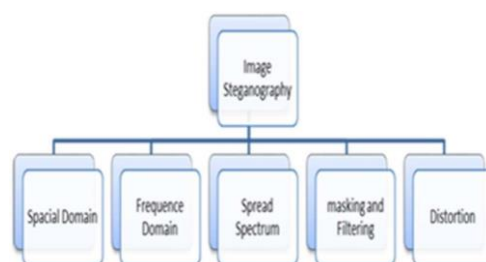 Image
Steganography
Spacial Domain
Frequence
Domain
Spread
Spectrum
masking and
Filtering
Distortion